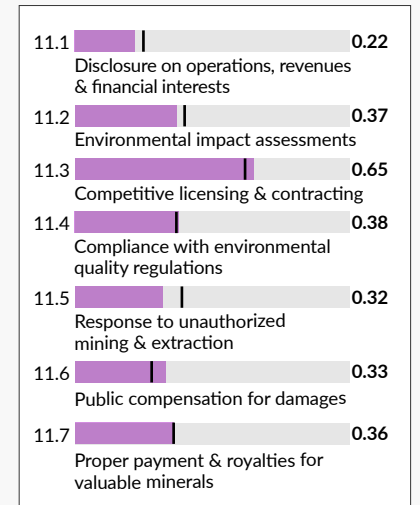 11.1 0.22
Disclosure on operations, revenues
& financial interests
11.2 0.37
Environmental impact assessments
11.3 0.65
Competitive licensing & contracting
11.4 0.38
Compliance with environmental
quality regulations
11.5 0.32
Response to unauthorized
mining & extraction
11.6 0.33
Public compensation for damages
11.7 0.36
Proper payment & royalties for
valuable minerals